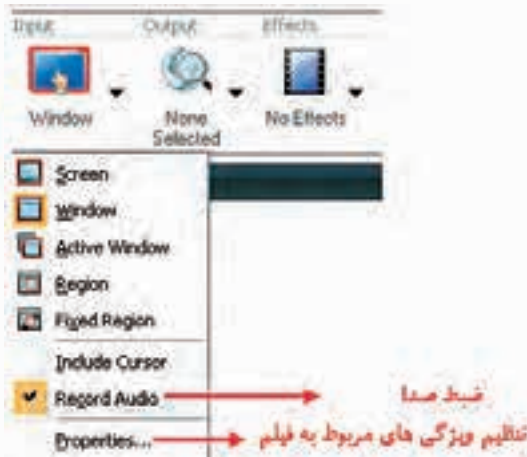 Input Output Effects
Window None Selected No Effects
Screen
Window
Active Window
Region
Fixed Region
Include Cursor
Record Audio ضبط صدا
Properties... تنظیم ویژگی های مربوط به فیلم